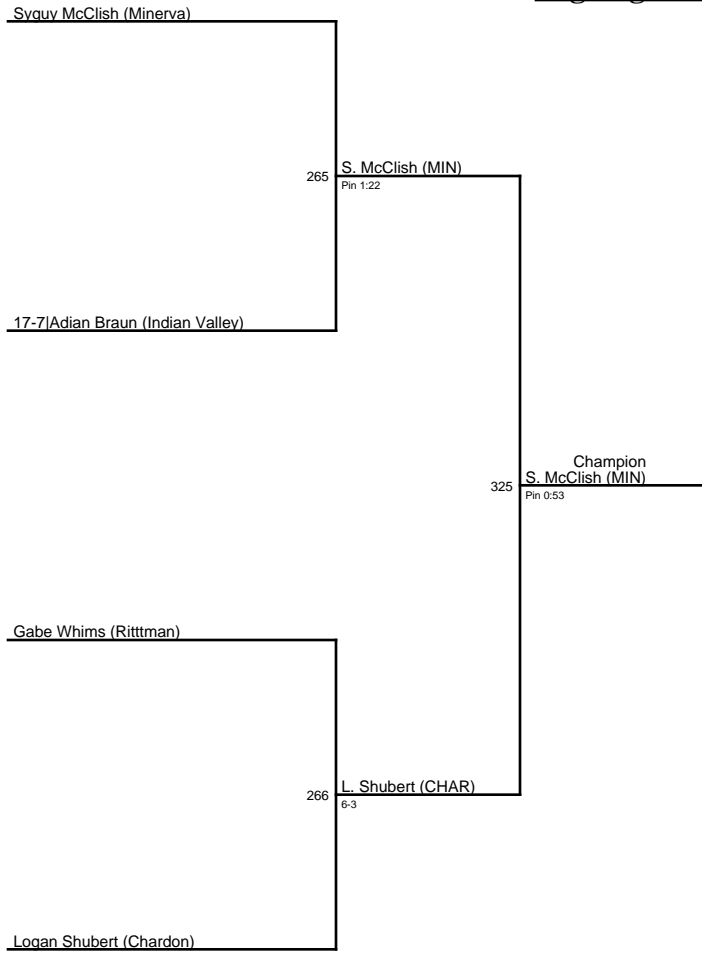 Syguy McClish (Minerva)
265
S. McClish (MIN)
Pin 1:22
17-7|Adian Braun (Indian Valley)
Champion
325
S. McClish (MIN)
Pin 0:53
Gabe Whims (Ritttman)
266
L. Shubert (CHAR)
6-3
Logan Shubert (Chardon)